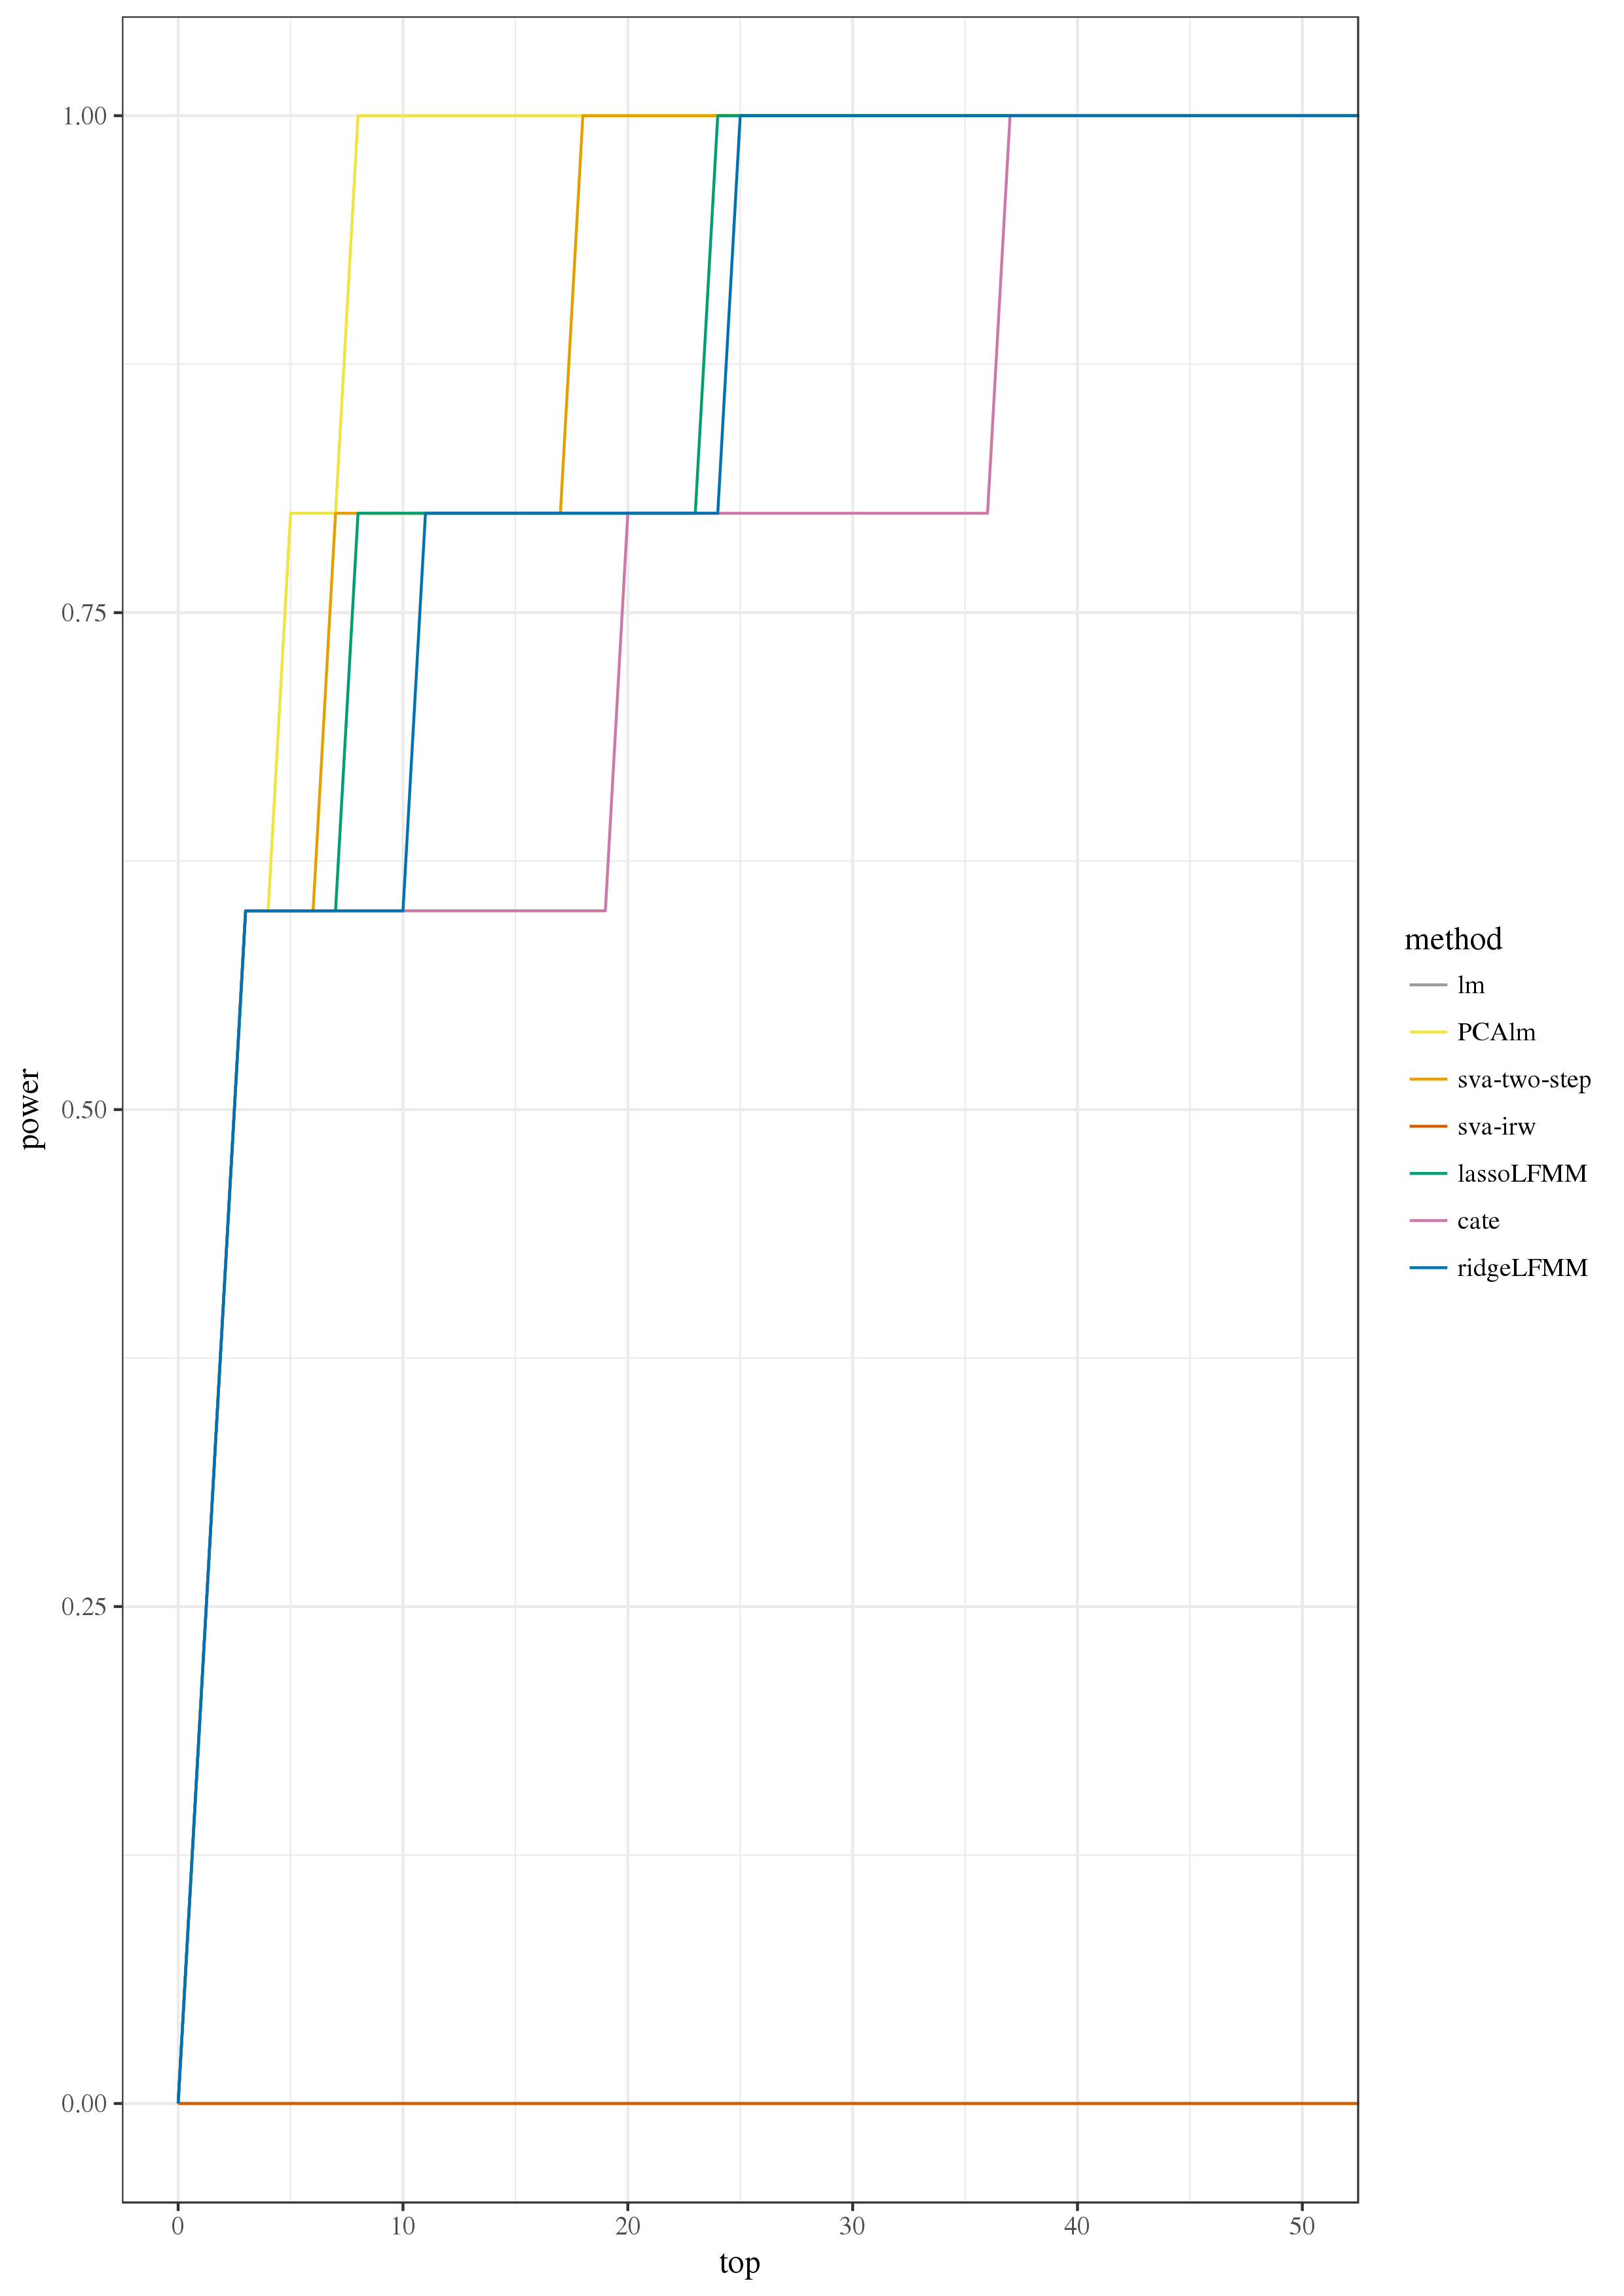 1.00
0.75
0.50
0.25
0.00
power
0
10
20
30
40
50
top
method
lm
PCAlm
sva-two-step
sva-irw
lassoLFMM
cate
ridgeLFMM